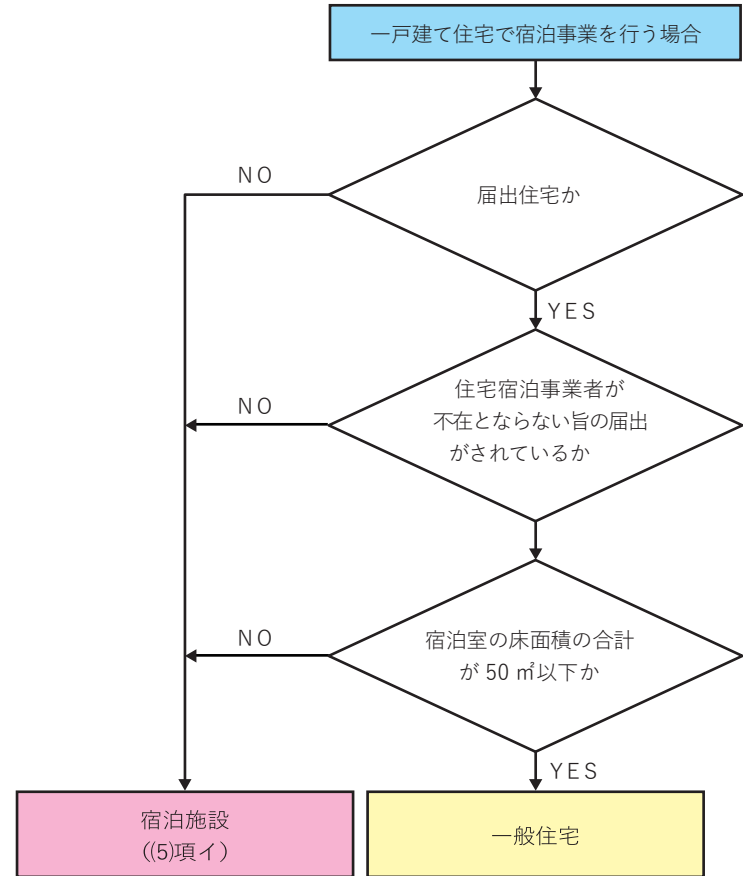 一戸建て住宅で宿泊事業を行う場合
NO
届出住宅か
YES
NO
住宅宿泊事業者が
不在とならない旨の届出
がされているか
NO
宿泊室の床面積の合計
が 50 ㎡以下か
YES
宿泊施設
((5)項イ)
一般住宅